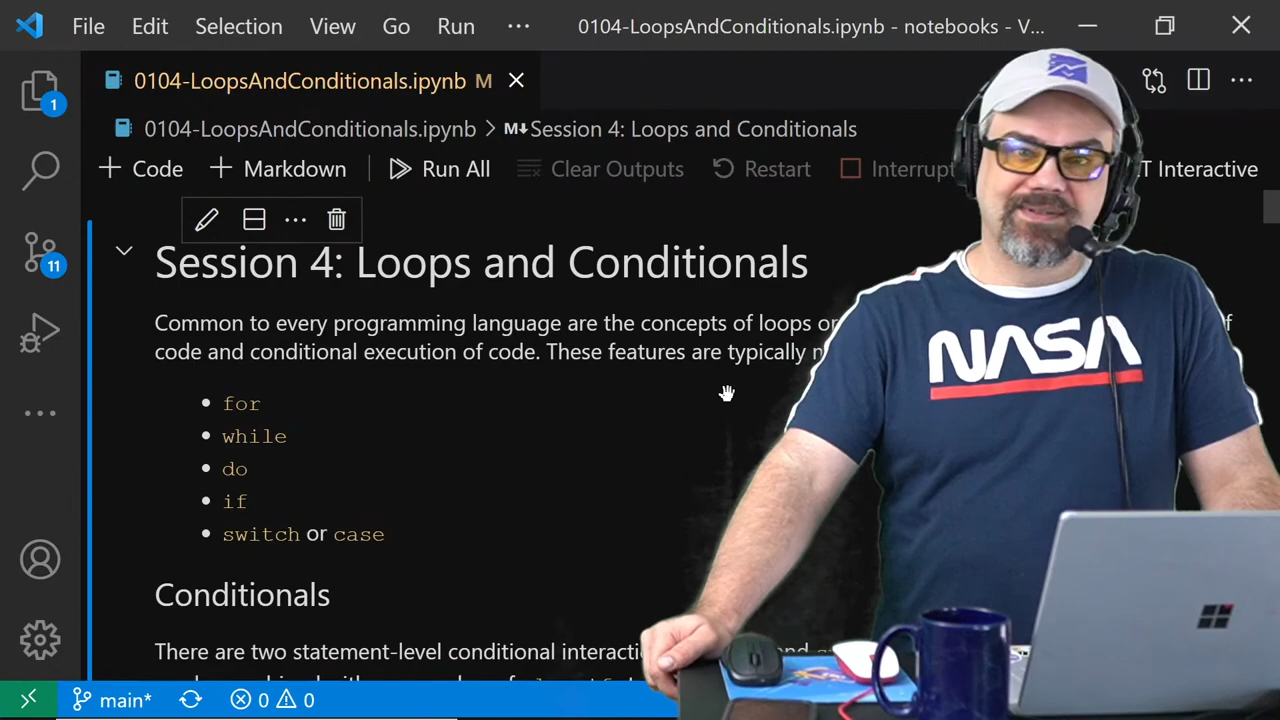 File Edit Selection View Go Run ··· 0104-LoopsAndConditionals.ipynb - notebooks - V...
0104-LoopsAndConditionals.ipynb M
0104-LoopsAndConditionals.ipynb > M↓Session 4: Loops and Conditionals
+ Code + Markdown Run All Clear Outputs Restart Interrupt Interactive
1
11
Session 4: Loops and Conditionals
Common to every programming language are the concepts of loops
code and conditional execution of code. These features are typically
• for
• while
• do
• if
• switch or case
Conditionals
There are two statement-level conditional
main* 0 0
NASA